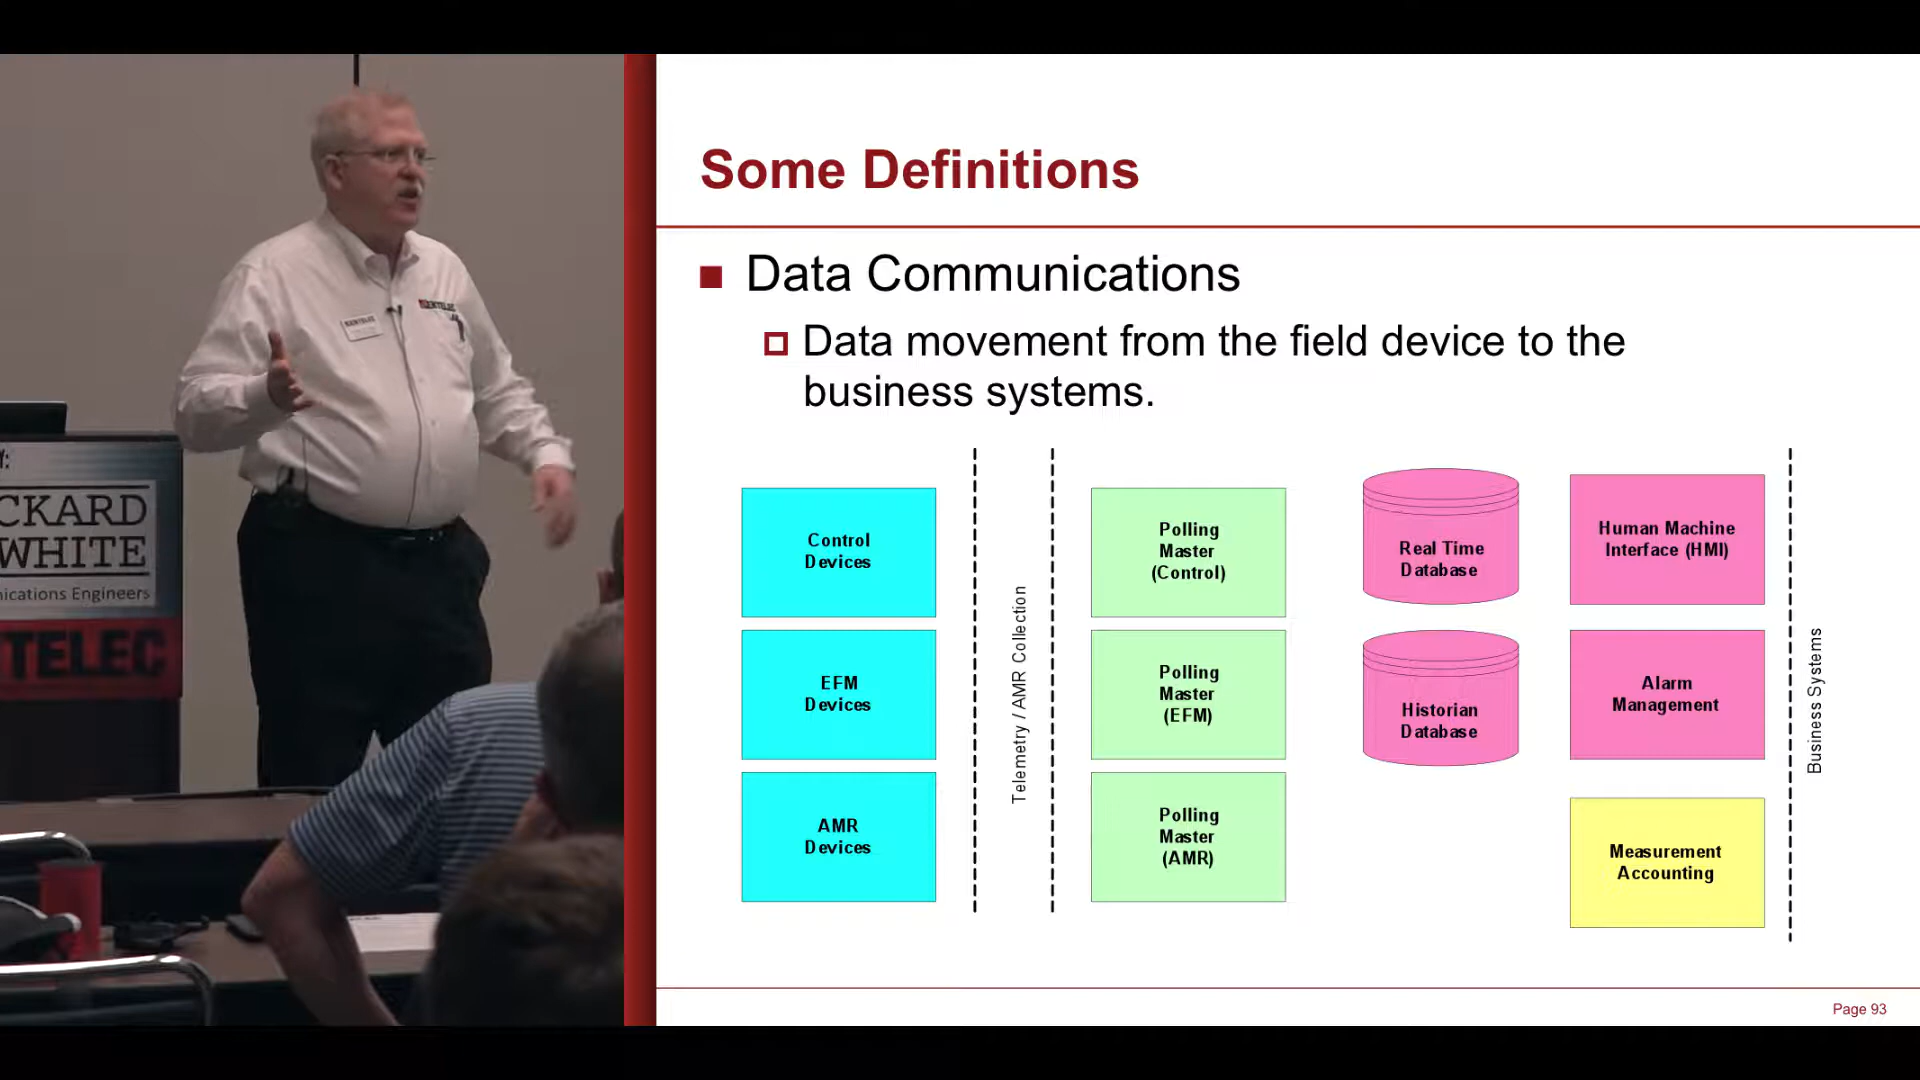 Some Definitions
Data Communications
Data movement from the field device to the
business systems.
Control
Devices
EFM
Devices
AMR
Devices
Telemetry / AMR Collection
Polling
Master
(Control)
Polling
Master
(EFM)
Polling
Master
(AMR)
Real Time
Database
Historian
Database
Human Machine
Interface (HMI)
Alarm
Management
Measurement
Accounting
Business Systems
Page 93
Y:
CKARD
WHITE
nications Engineers
NTELEC